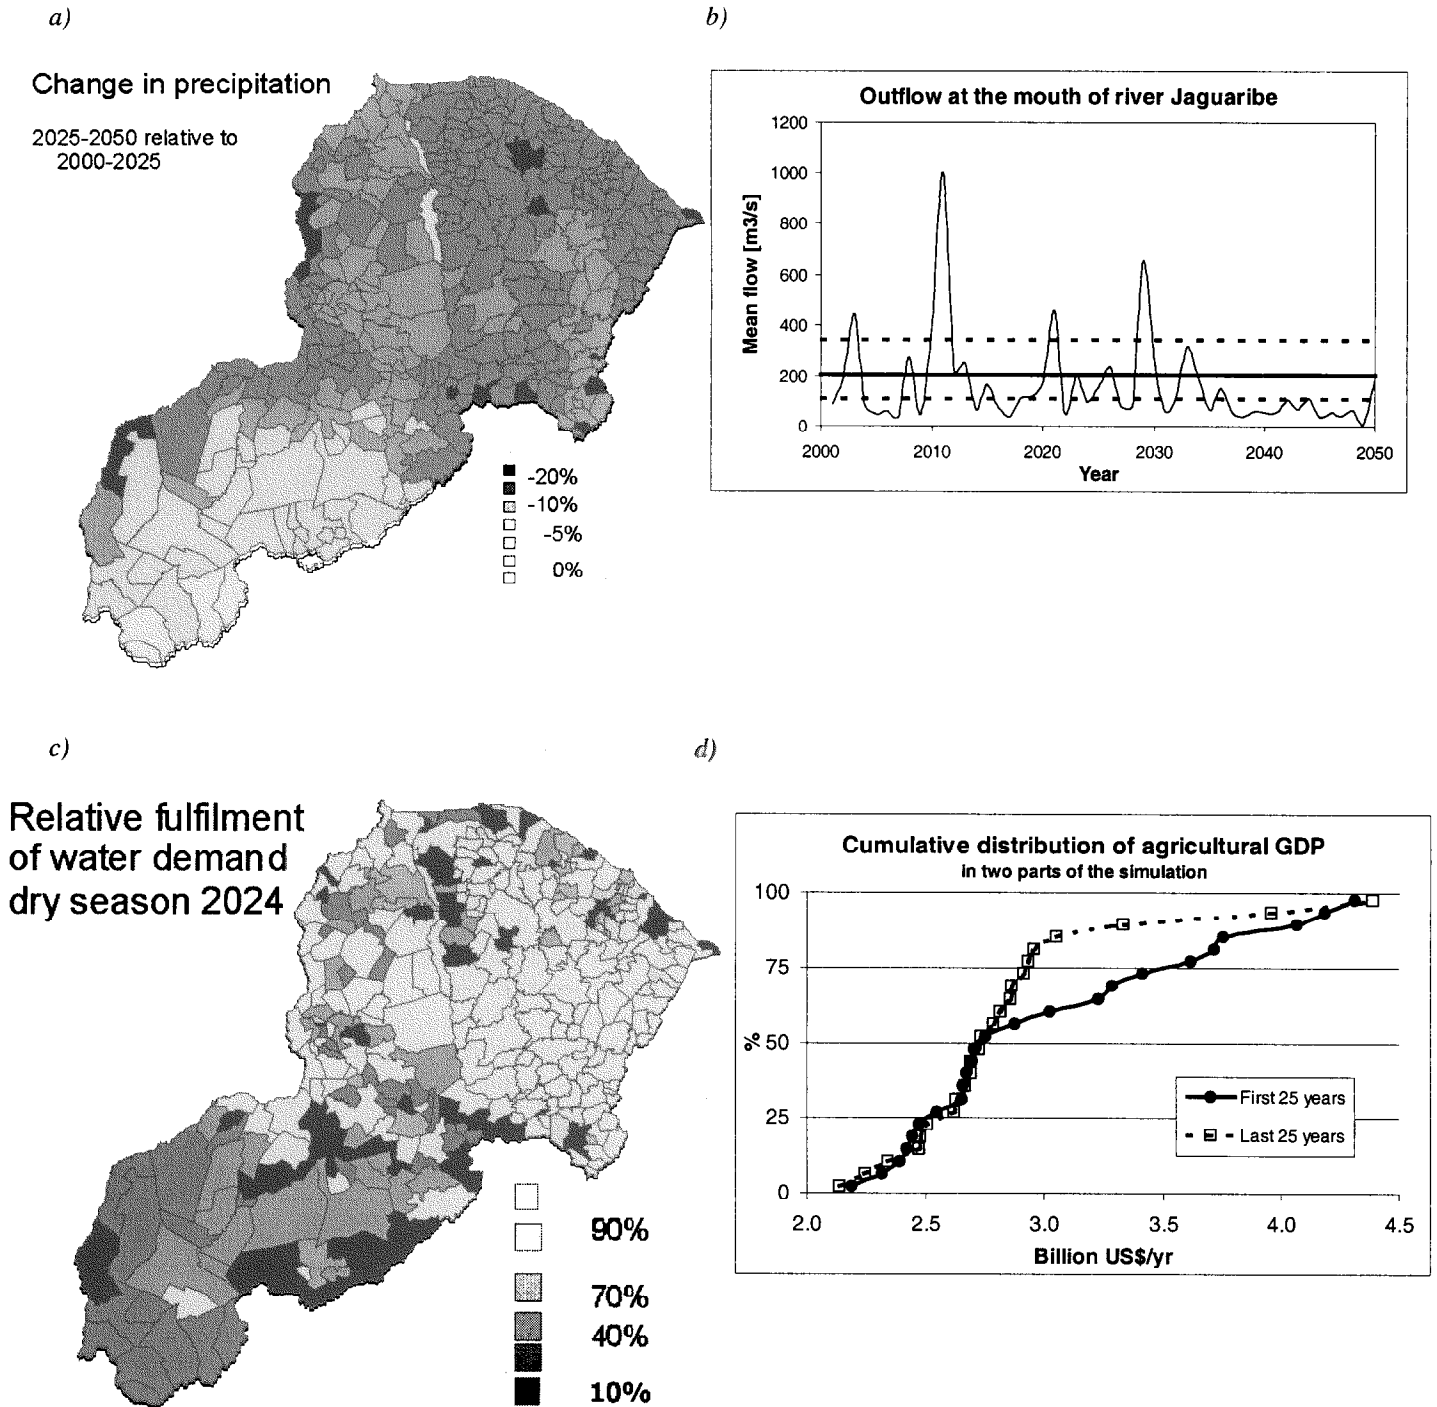 a)
Change in precipitation
2025-2050 relative to
2000-2025
-20%
-10%
-5%
0%
b)
Outflow at the mouth of river Jaguaribe
Mean flow [m3/s]
1200
1000
800
600
400
200
0
2000 2010 2020 2030 2040 2050
Year
c)
Relative fulfilment
of water demand
dry season 2024
90%
70%
40%
10%
d)
Cumulative distribution of agricultural GDP
in two parts of the simulation
%
100
75
50
25
0
First 25 years
Last 25 years
2.0 2.5 3.0 3.5 4.0 4.5
Billion US$/yr